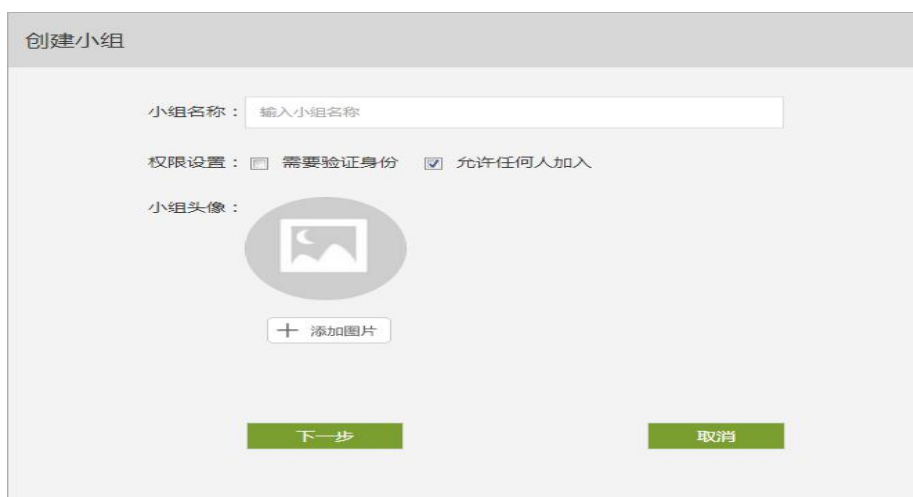 创建小组
小组名称： 输入小组名称
权限设置： 需要验证身份 允许任何人加入
小组头像：
添加图片
下一步 取消